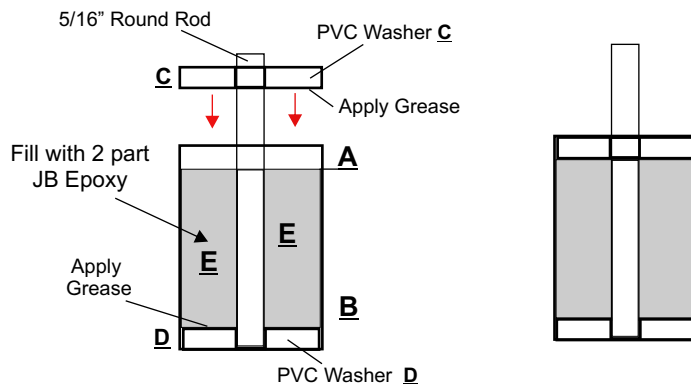 5/16” Round Rod
PVC Washer C
C
Apply Grease
Fill with 2 part
JB Epoxy
A
E
E
Apply
Grease
B
D
PVC Washer D